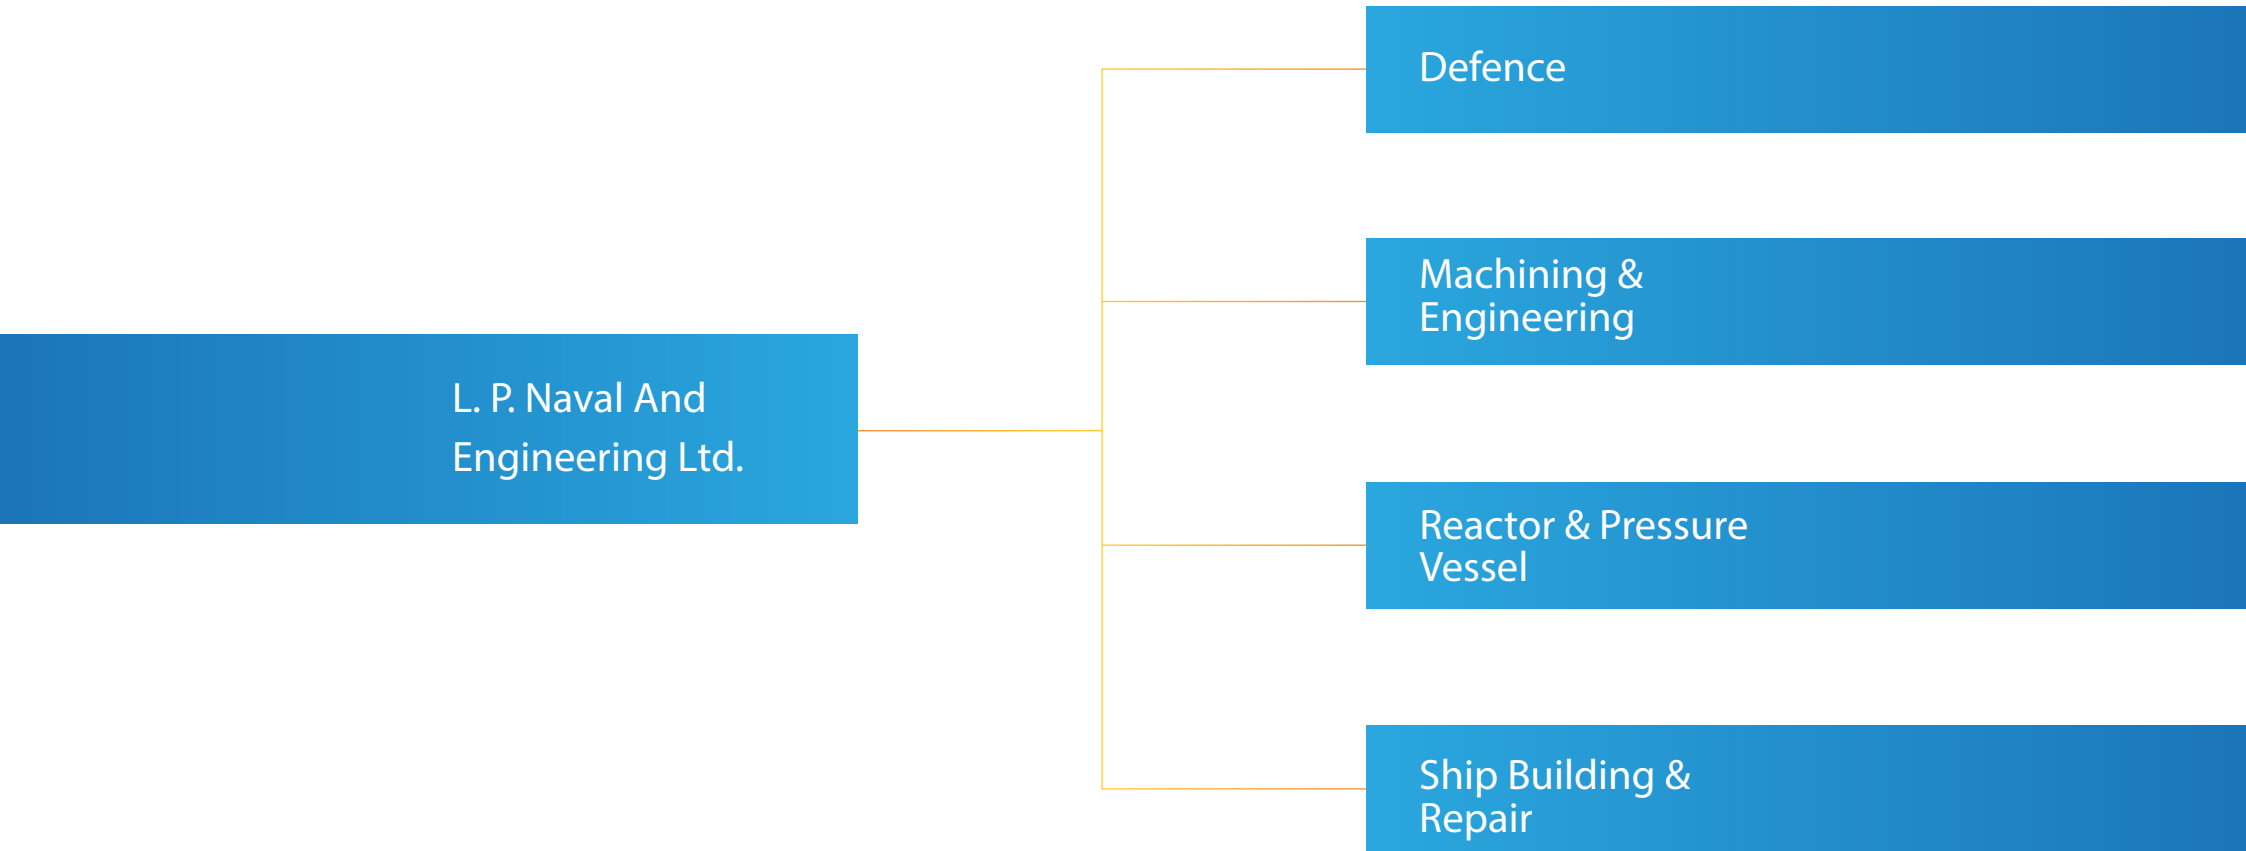 L. P. Naval And
Engineering Ltd.
Defence
Machining &
Engineering
Reactor & Pressure
Vessel
Ship Building &
Repair